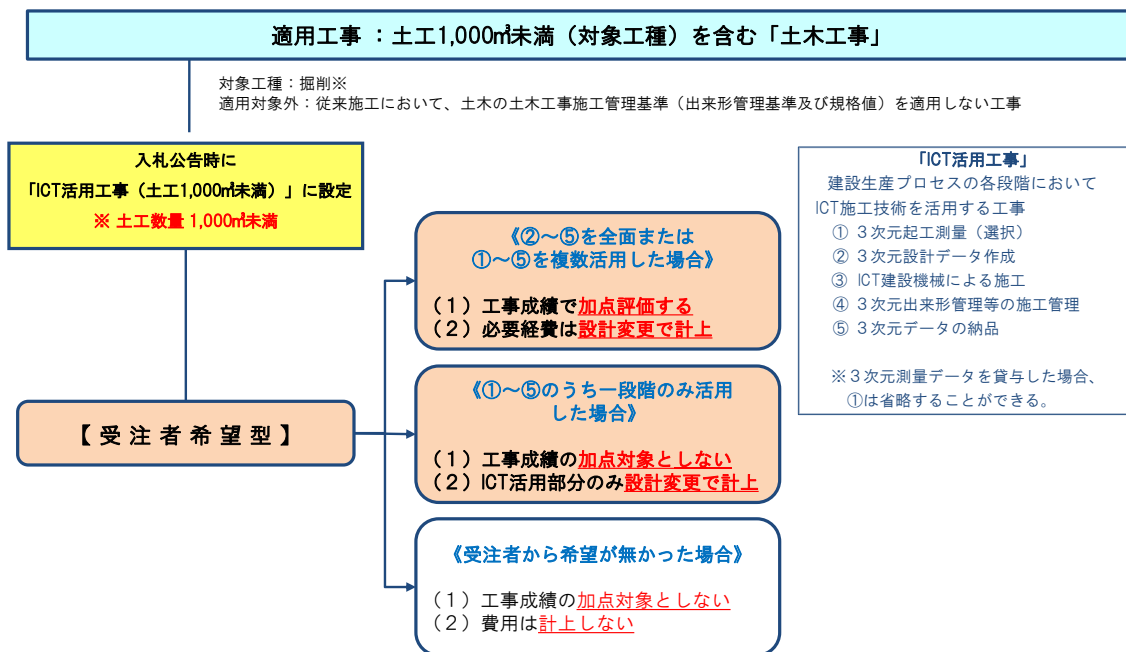 適用工事 ：土工1,000㎥未満（対象工種）を含む「土木工事」
対象工種：掘削※
適用対象外：従来施工において、土木の土木工事施工管理基準（出来形管理基準及び規格値）を適用しない工事
入札公告時に
「ICT活用工事（土工1,000㎥未満）」に設定
※ 土工数量 1,000㎥未満
【 受 注 者 希 望 型 】
《②～⑤を全面または
①～⑤を複数活用した場合》
（１）工事成績で加点評価する
（２）必要経費は設計変更で計上
《①～⑤のうち一段階のみ活用
した場合》
（１）工事成績の加点対象としない
（２）ICT活用部分のみ設計変更で計上
《受注者から希望が無かった場合》
（１）工事成績の加点対象としない
（２）費用は計上しない
「ICT活用工事」
建設生産プロセスの各段階において
ICT施工技術を活用する工事
① ３次元起工測量（選択）
② ３次元設計データ作成
③ ICT建設機械による施工
④ ３次元出来形管理等の施工管理
⑤ ３次元データの納品
※３次元測量データを貸与した場合、
①は省略することができる。